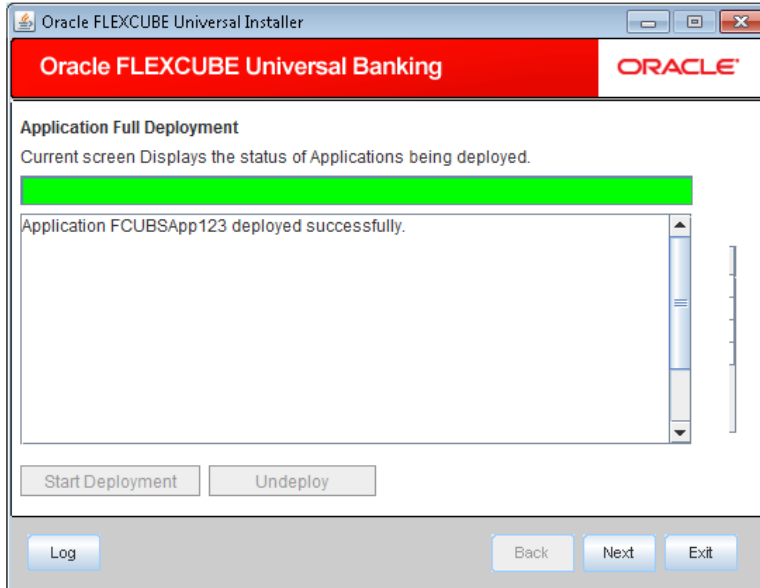 Oracle FLEXCUBE Universal Installer
Oracle FLEXCUBE Universal Banking
ORACLE®
Application Full Deployment
Current screen Displays the status of Applications being deployed.
Application FCUBSApp123 deployed successfully.
Start Deployment Undeploy
Log Back Next Exit